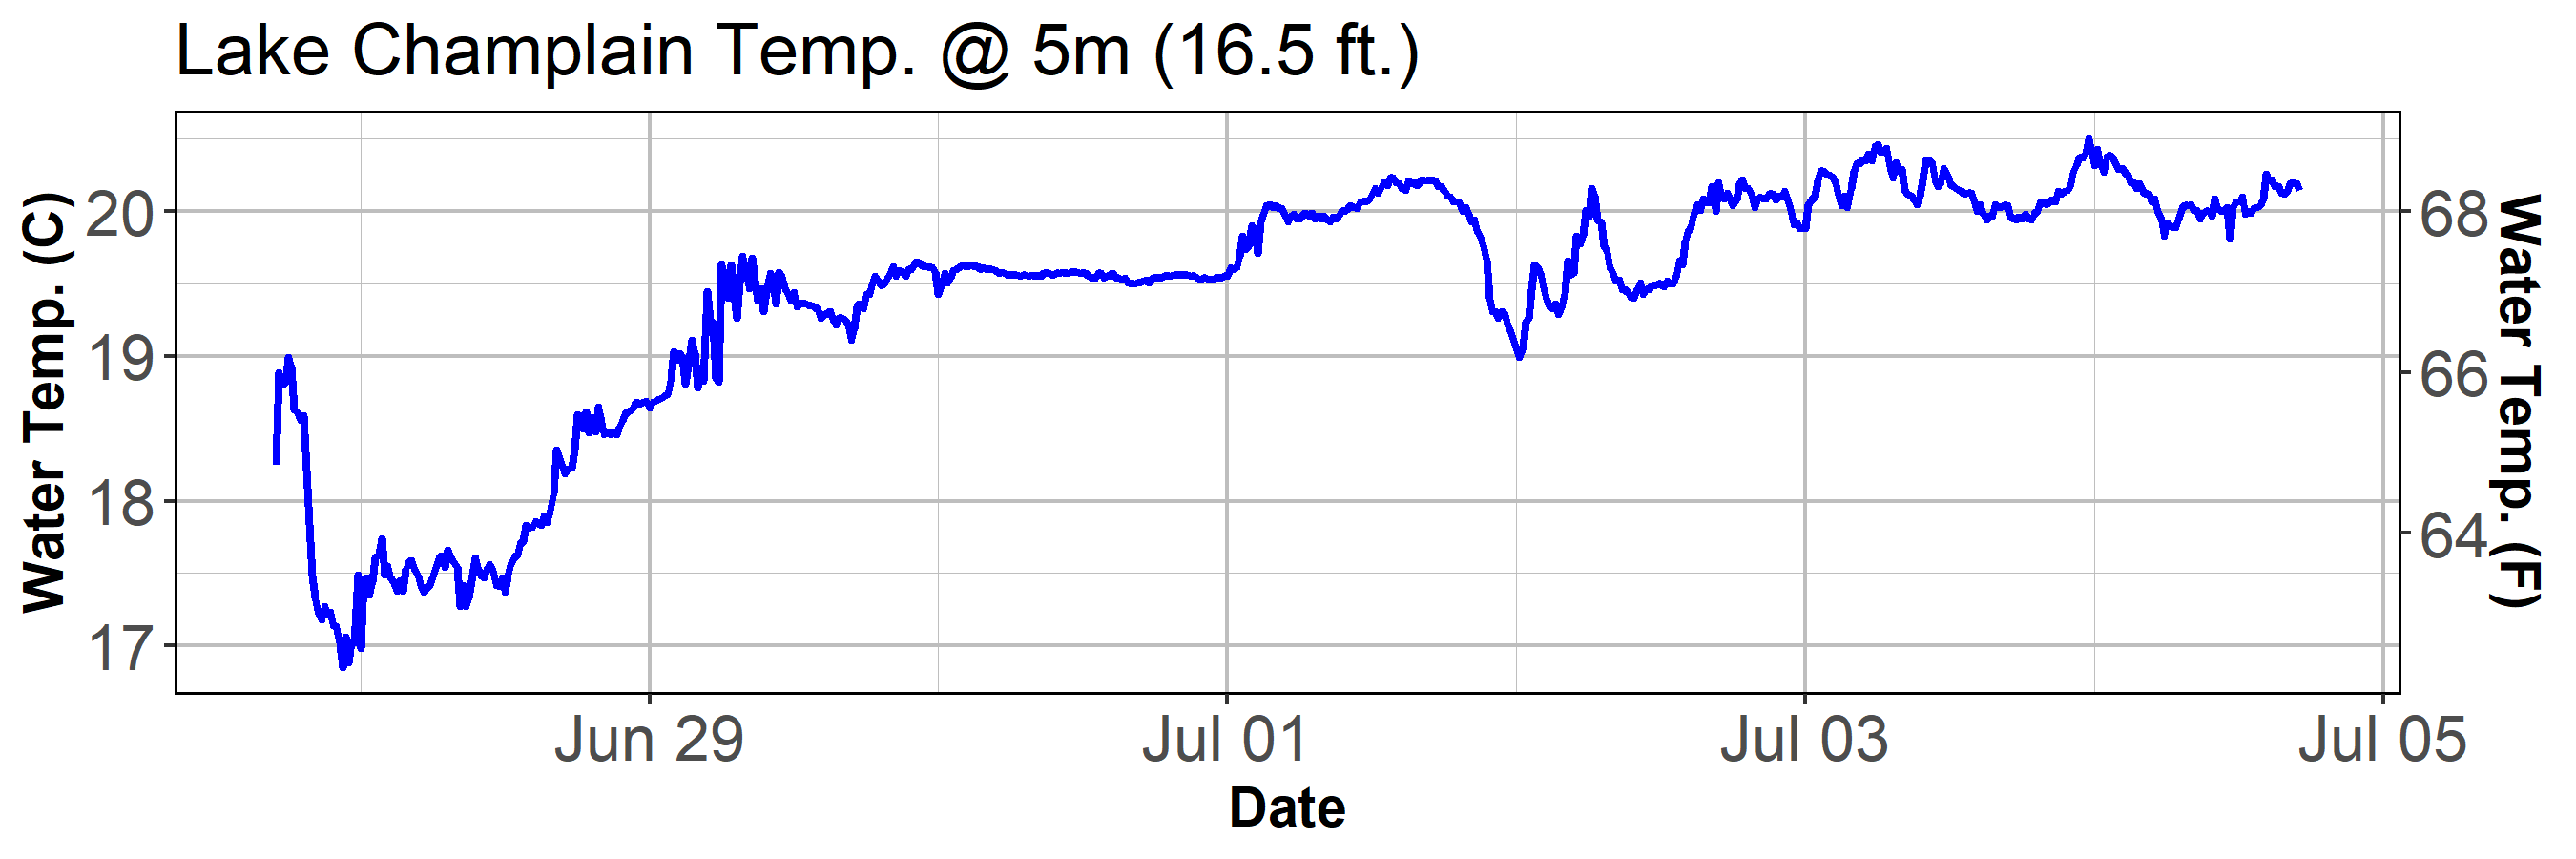 Lake Champlain Temp. @ 5m (16.5 ft.)
Water Temp. (C)
20
19
18
17
68
66
64
Water Temp. (F)
Jun 29
Jul 01
Jul 03
Jul 05
Date